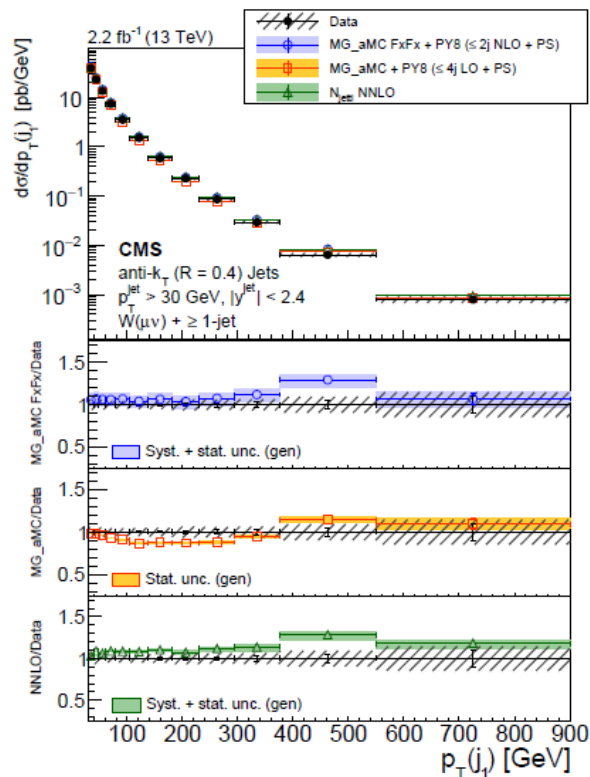 2.2 fb⁻¹ (13 TeV)
Data
MG_aMC FxFx + PY8 (≤ 2j NLO + PS)
MG_aMC + PY8 (≤ 4j LO + PS)
N_jetti NNLO
dσ/dp_T(j_1) [pb/GeV]
10
1
10⁻¹
10⁻²
10⁻³
CMS
anti-k_T (R = 0.4) Jets
p_T^jet > 30 GeV, |y^jet| < 2.4
W(μν) + ≥ 1-jet
MG_aMC FxFx/Data
1.5
1
0.5
Syst. + stat. unc. (gen)
MG_aMC/Data
1.5
1
0.5
Stat. unc. (gen)
NNLO/Data
1.5
1
0.5
Syst. + stat. unc. (gen)
100 200 300 400 500 600 700 800 900
p_T(j_1) [GeV]